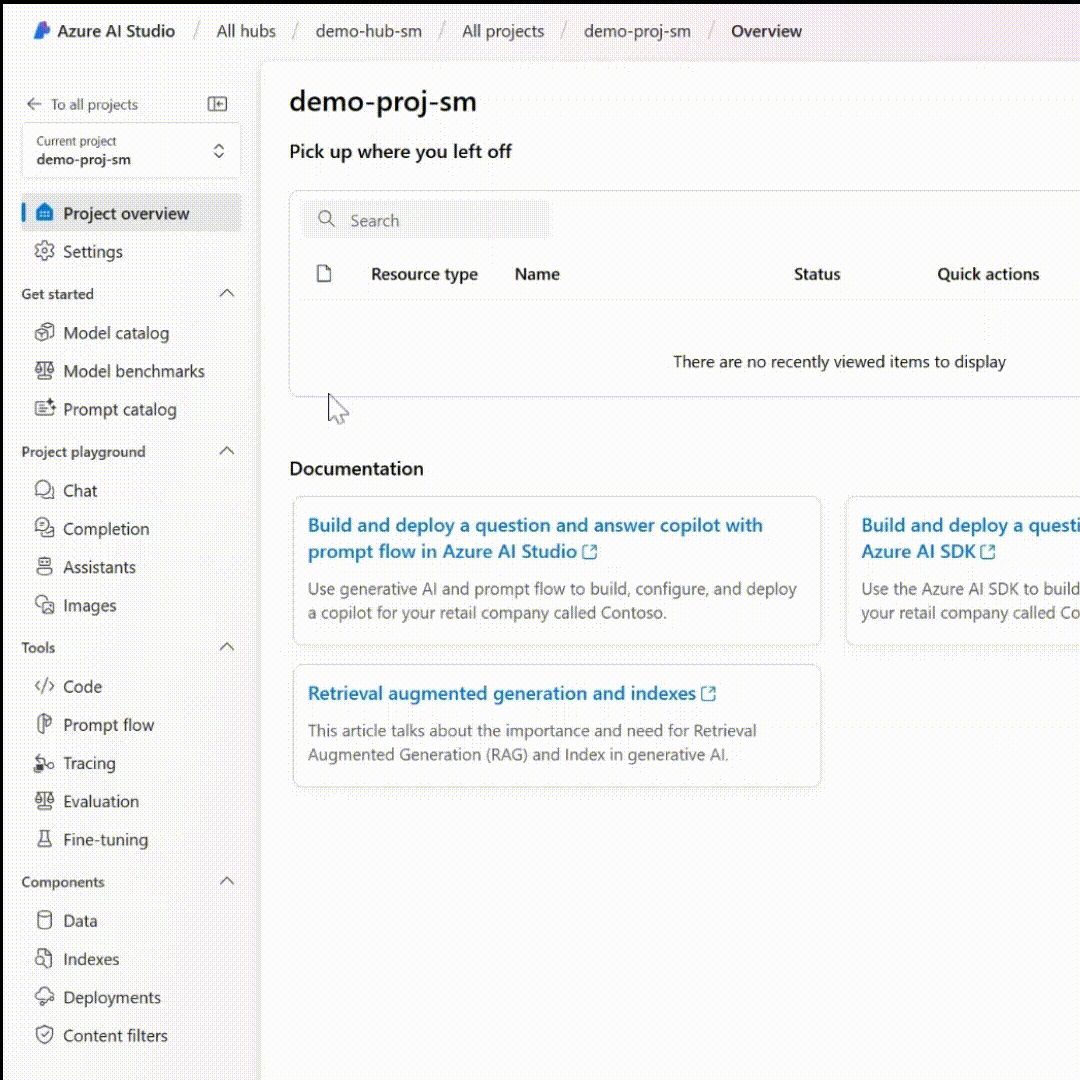 Azure AI Studio / All hubs / demo-hub-sm / All projects / demo-proj-sm / Overview
To all projects
Current project
demo-proj-sm
Project overview
Settings
Get started
Model catalog
Model benchmarks
Prompt catalog
Project playground
Chat
Completion
Assistants
Images
Tools
Code
Prompt flow
Tracing
Evaluation
Fine-tuning
Components
Data
Indexes
Deployments
Content filters
demo-proj-sm
Pick up where you left off
Search
Resource type Name Status Quick actions
There are no recently viewed items to display
Documentation
Build and deploy a question and answer copilot with
prompt flow in Azure AI Studio
Use generative AI and prompt flow to build, configure, and deploy
a copilot for your retail company called Contoso.
Build and deploy a questi
Azure AI SDK
Use the Azure AI SDK to build
your retail company called Co
Retrieval augmented generation and indexes
This article talks about the importance and need for Retrieval
Augmented Generation (RAG) and Index in generative AI.